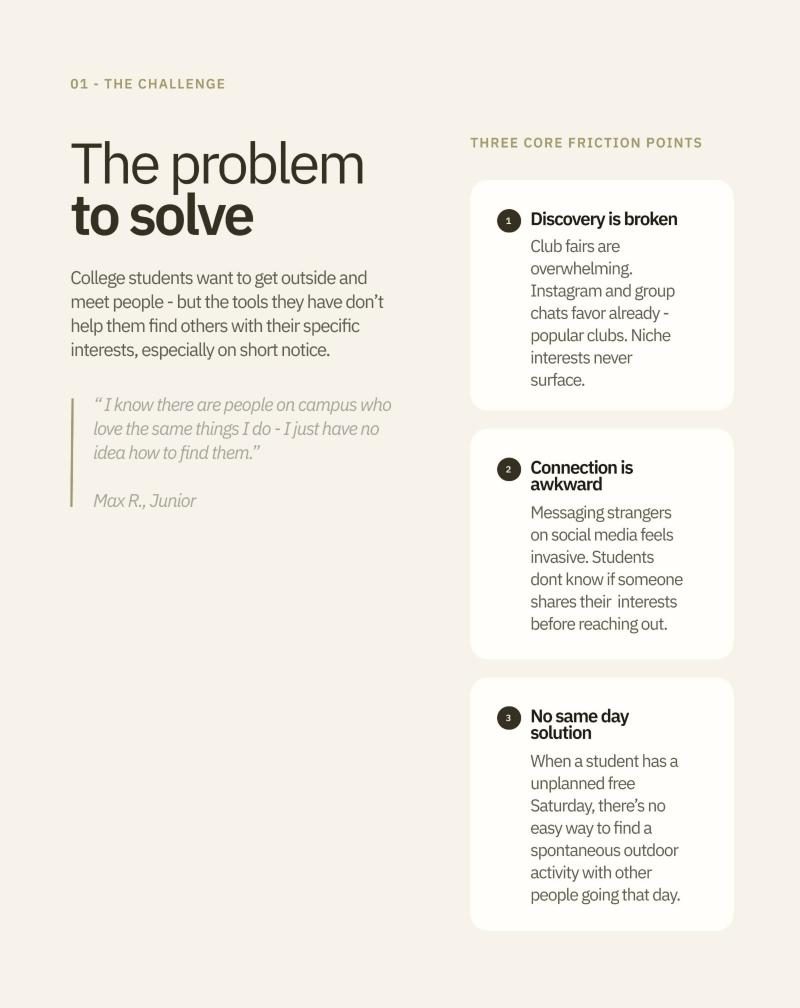 01 - THE CHALLENGE
The problem
to solve
College students want to get outside and
meet people - but the tools they have don’t
help them find others with their specific
interests, especially on short notice.
“ I know there are people on campus who
love the same things I do - I just have no
idea how to find them.”
Max R., Junior
THREE CORE FRICTION POINTS
1 Discovery is broken
Club fairs are
overwhelming.
Instagram and group
chats favor already -
popular clubs. Niche
interests never
surface.
2 Connection is
awkward
Messaging strangers
on social media feels
invasive. Students
dont know if someone
shares their  interests
before reaching out.
3 No same day
solution
When a student has a
unplanned free
Saturday, there’s no
easy way to find a
spontaneous outdoor
activity with other
people going that day.